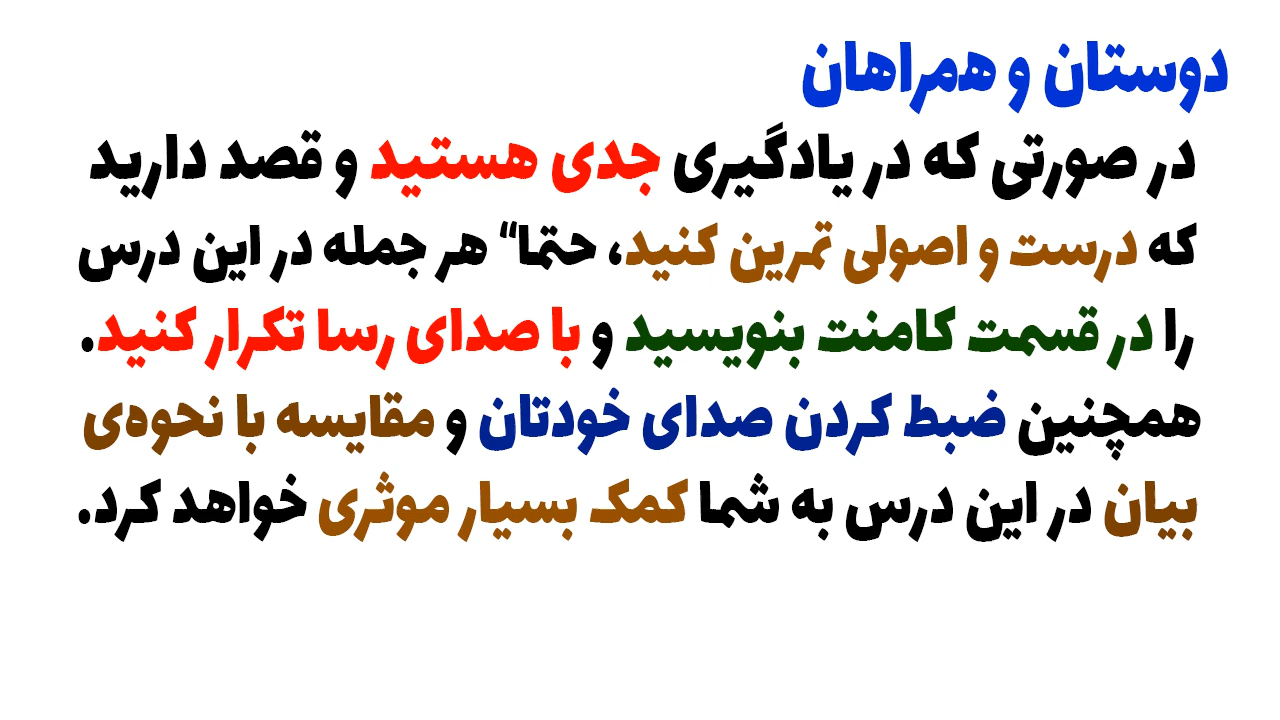 دوستان و همراهان
در صورتی که در یادگیری جدی هستید و قصد دارید
که درست و اصولی تمرین کنید، حتما“ هر جمله در این درس
را در قسمت کامنت بنویسید و با صدای رسا تکرار کنید.
همچنین ضبط کردن صدای خودتان و مقایسه با نحوه‌ی
بیان در این درس به شما کمک بسیار موثری خواهد کرد.